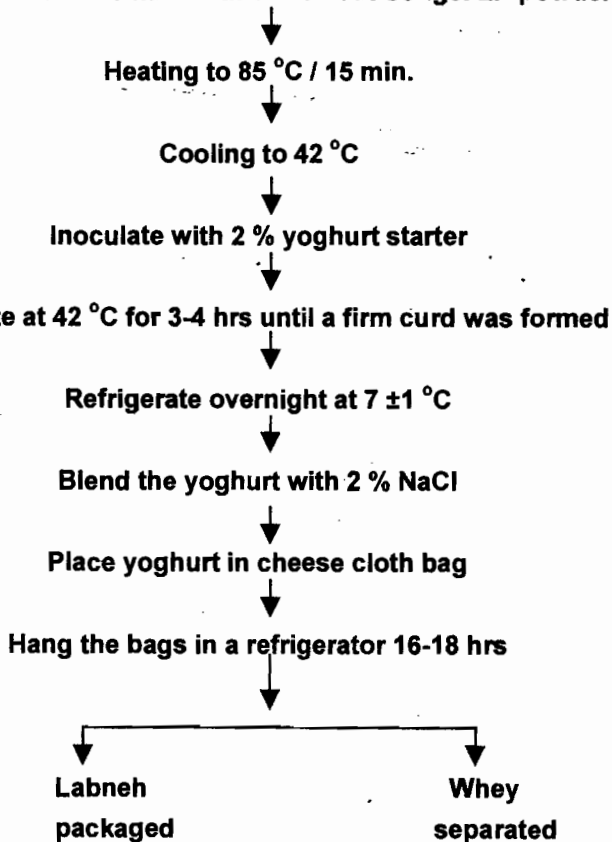 Heating to 85 °C / 15 min.
Cooling to 42 °C
Inoculate with 2 % yoghurt starter
at 42 °C for 3-4 hrs until a firm curd was formed
Refrigerate overnight at 7 ±1 °C
Blend the yoghurt with 2 % NaCl
Place yoghurt in cheese cloth bag
Hang the bags in a refrigerator 16-18 hrs
Labneh
packaged
Whey
separated